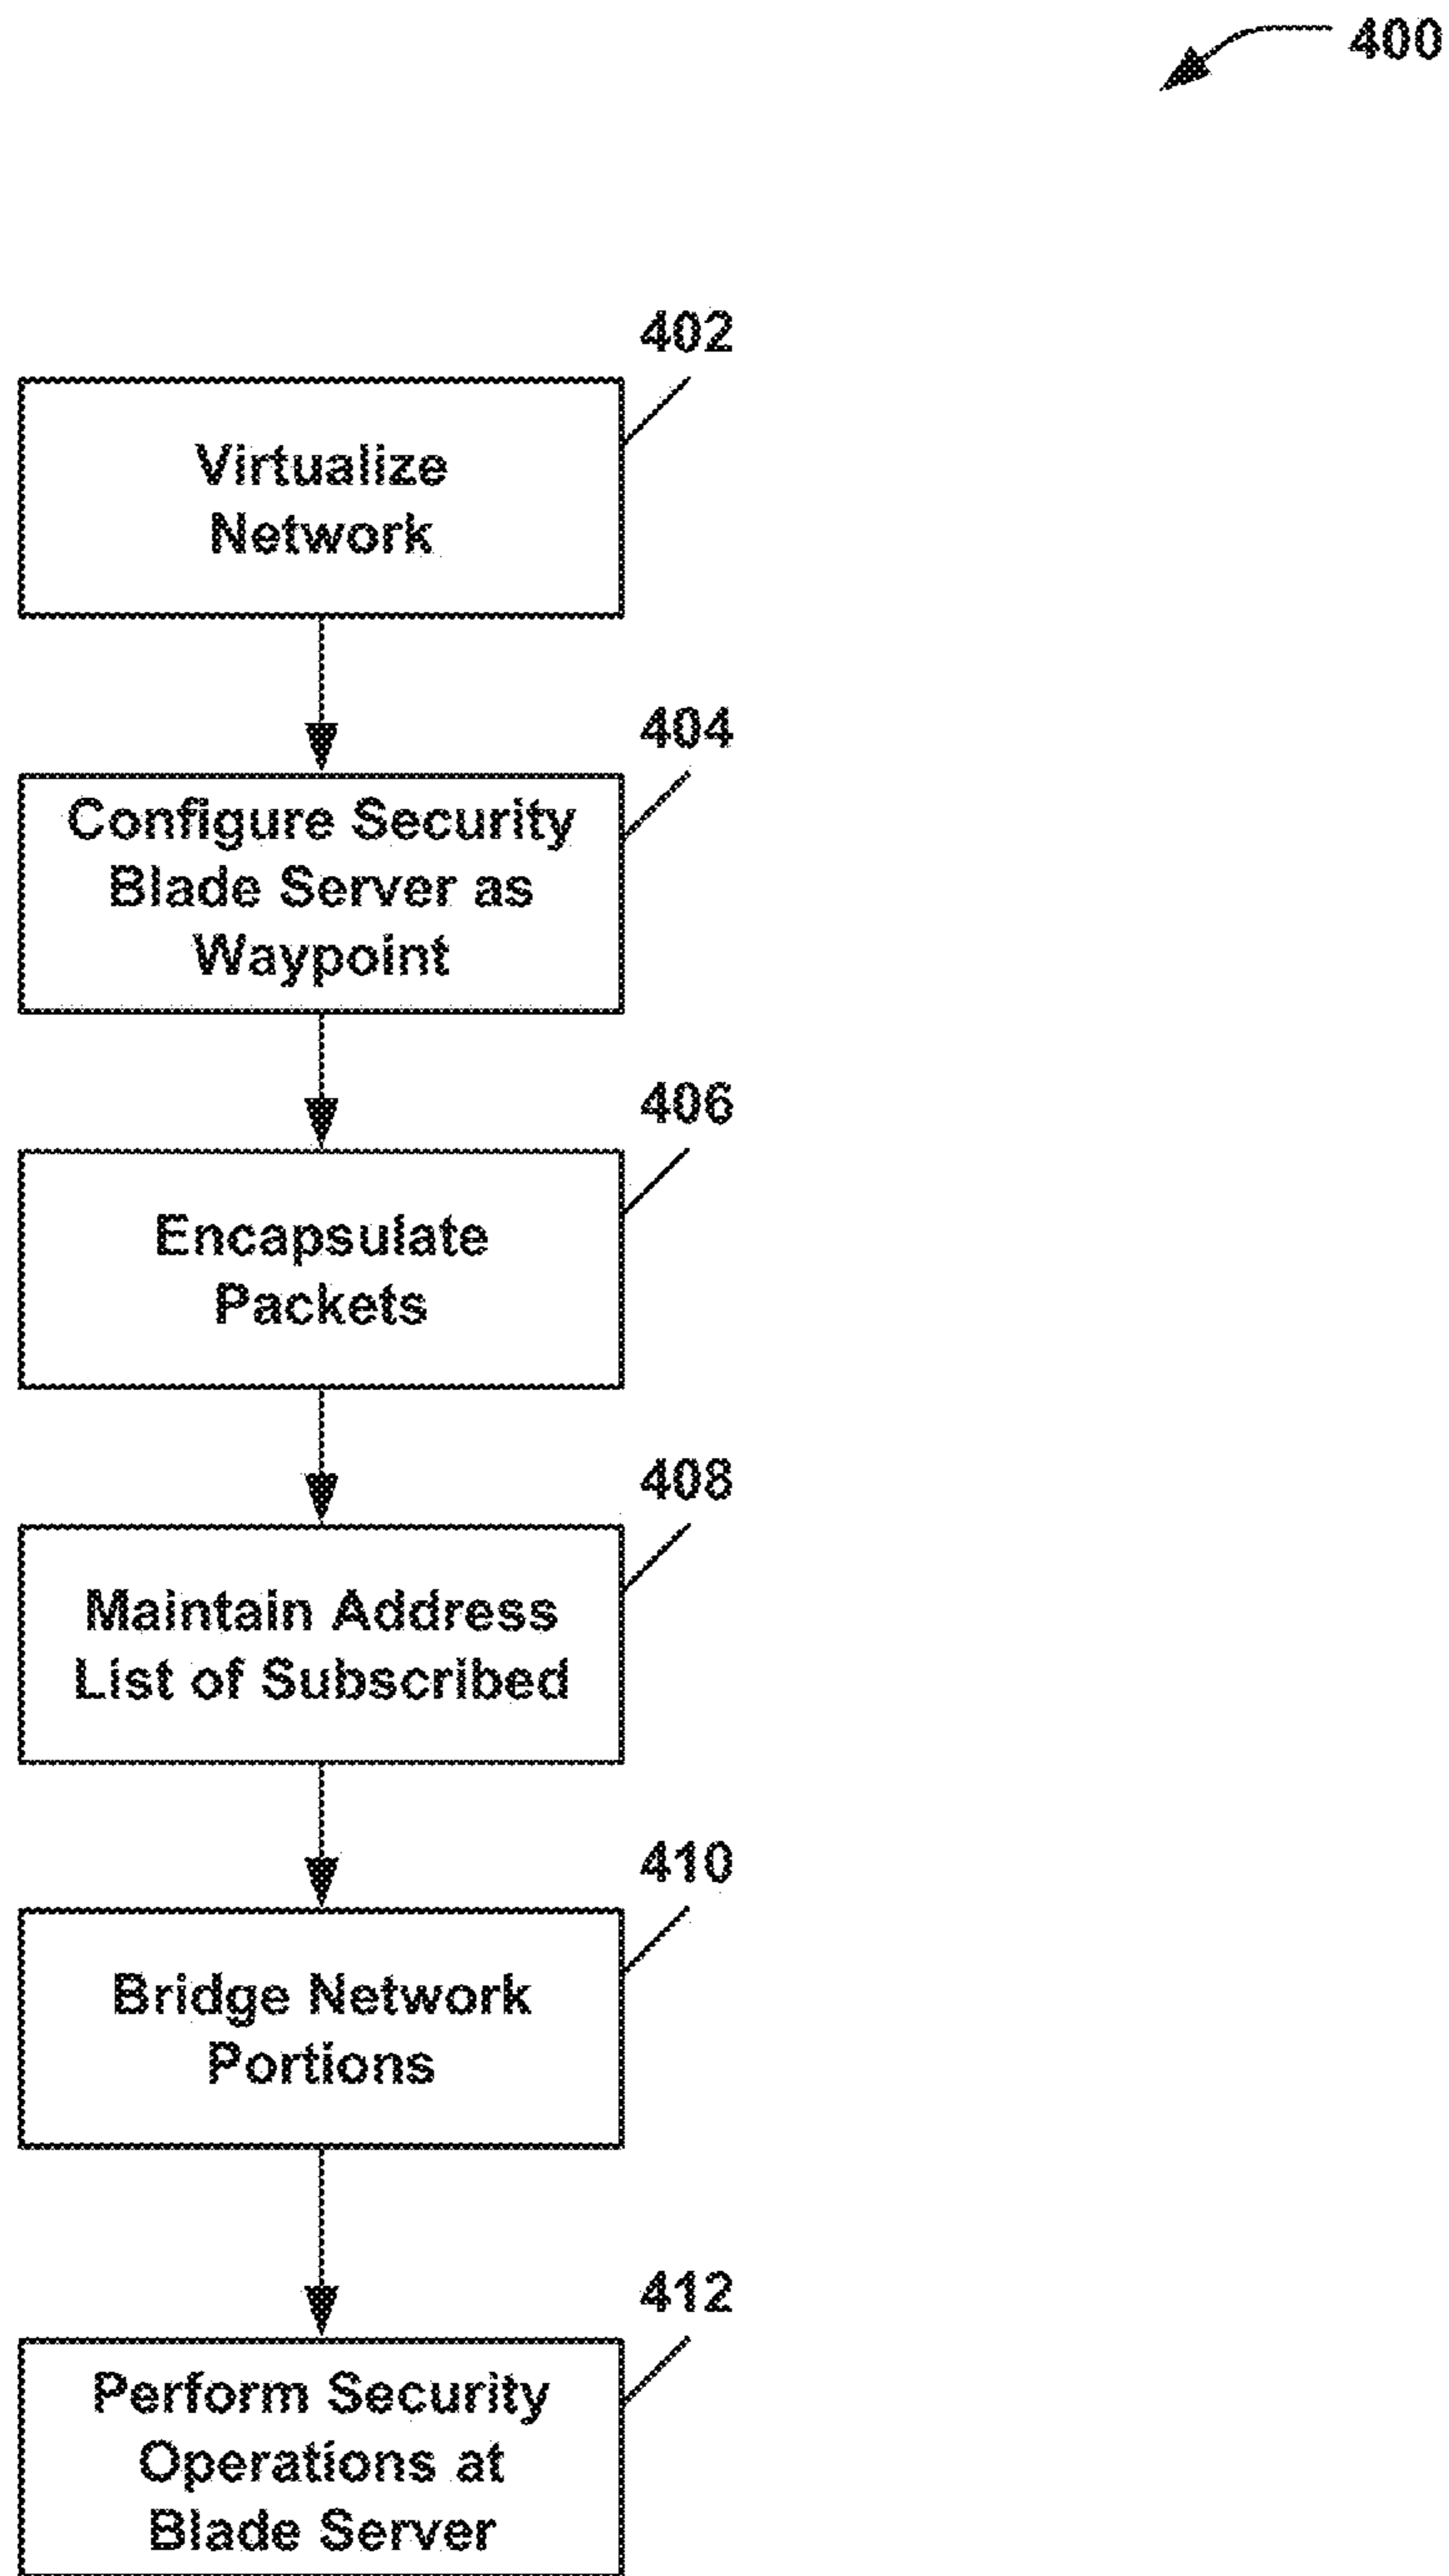 400
402
Virtualize
Network
404
Configure Security
Blade Server as
Waypoint
406
Encapsulate
Packets
408
Maintain Address
List of Subscribed
410
Bridge Network
Portions
412
Perform Security
Operations at
Blade Server